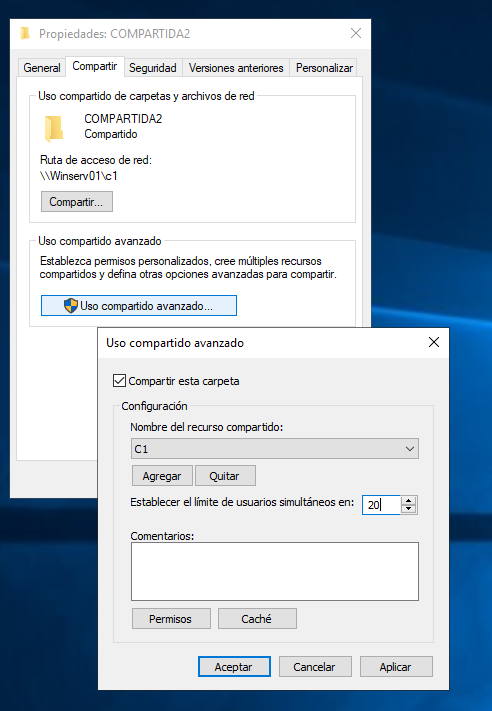 Propiedades: COMPARTIDA2
General Compartir Seguridad Versiones anteriores Personalizar
Uso compartido de carpetas y archivos de red
COMPARTIDA2
Compartido
Ruta de acceso de red:
\\Winserv01\c1
Compartir...
Uso compartido avanzado
Establezca permisos personalizados, cree múltiples recursos
compartidos y defina otras opciones avanzadas para compartir.
Uso compartido avanzado...
Uso compartido avanzado
Compartir esta carpeta
Configuración
Nombre del recurso compartido:
C1
Agregar Quitar
Establecer el límite de usuarios simultáneos en: 20
Comentarios:
Permisos Caché
Aceptar Cancelar Aplicar